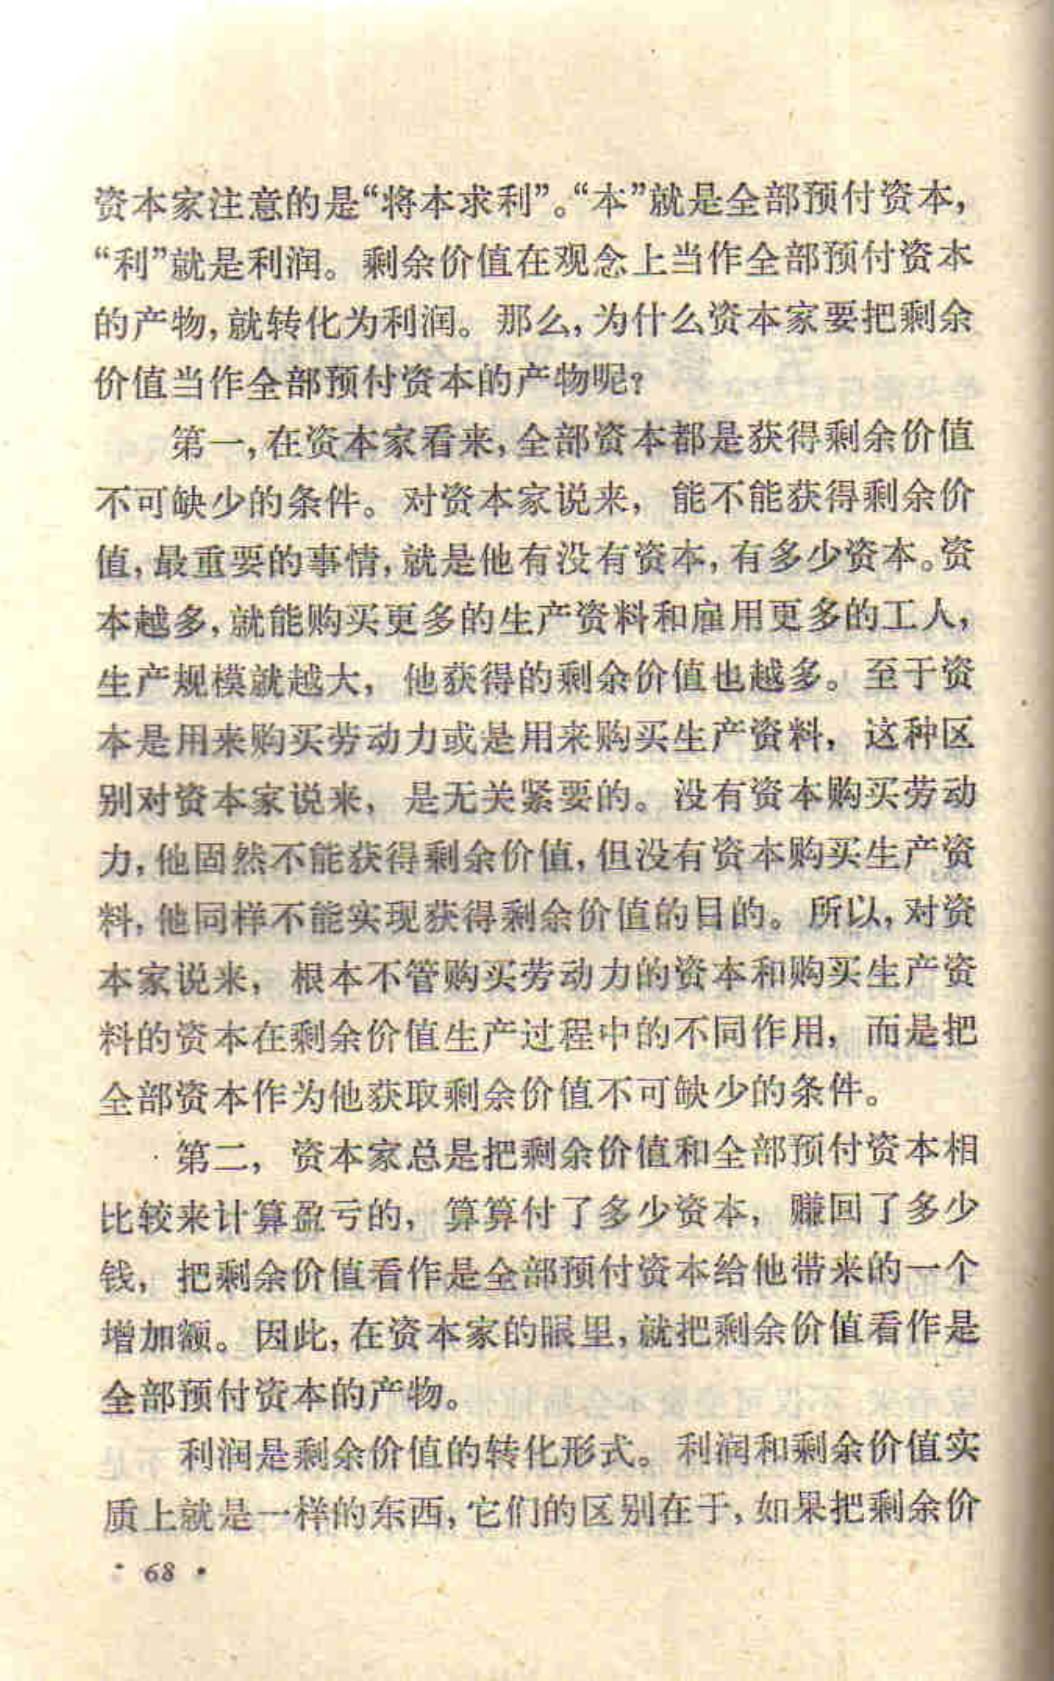 资本家注意的是“将本求利”。“本”就是全部预付资本，
“利”就是利润。剩余价值在观念上当作全部预付资本
的产物，就转化为利润。那么，为什么资本家要把剩余
价值当作全部预付资本的产物呢？
第一，在资本家看来，全部资本都是获得剩余价值
不可缺少的条件。对资本家说来，能不能获得剩余价
值，最重要的事情，就是他有没有资本，有多少资本。资
本越多，就能购买更多的生产资料和雇用更多的工人，
生产规模就越大，他获得的剩余价值也越多。至于资
本是用来购买劳动力或是用来购买生产资料，这种区
别对资本家说来，是无关紧要的。没有资本购买劳动
力，他固然不能获得剩余价值，但没有资本购买生产资
料，他同样不能实现获得剩余价值的目的。所以，对资
本家说来，根本不管购买劳动力的资本和购买生产资
料的资本在剩余价值生产过程中的不同作用，而是把
全部资本作为他获取剩余价值不可缺少的条件。
第二，资本家总是把剩余价值和全部预付资本相
比较来计算盈亏的，算算付了多少资本，赚回了多少
钱，把剩余价值看作是全部预付资本给他带来的一个
增加额。因此，在资本家的眼里，就把剩余价值看作是
全部预付资本的产物。
利润是剩余价值的转化形式。利润和剩余价值实
质上就是一样的东西，它们的区别在于，如果把剩余价
· 68 ·